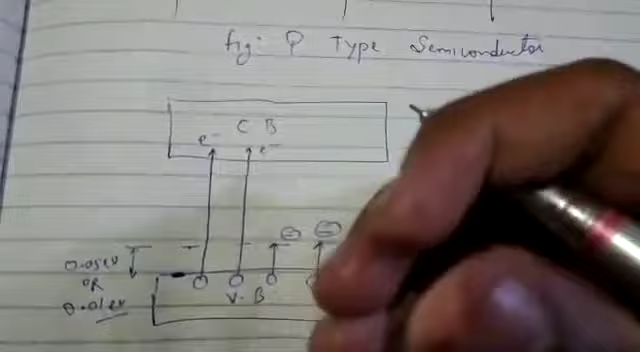 fig: P Type Semiconductor
C B
e⁻ e⁻
⊖ ⊖
0.05ev
OR
0.01ev
V. B